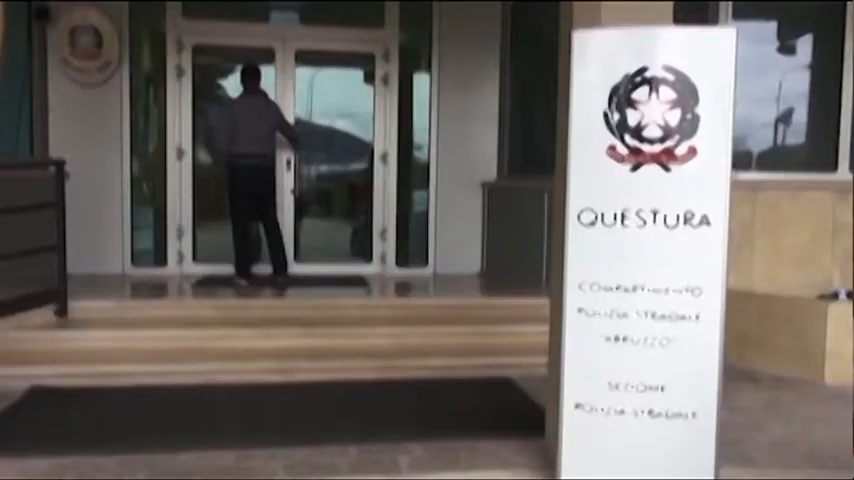 QUESTURA
COMPARTIMENTO
POLIZIA STRADALE
"ABRUZZO"
SEZIONE
POLIZIA STRADALE